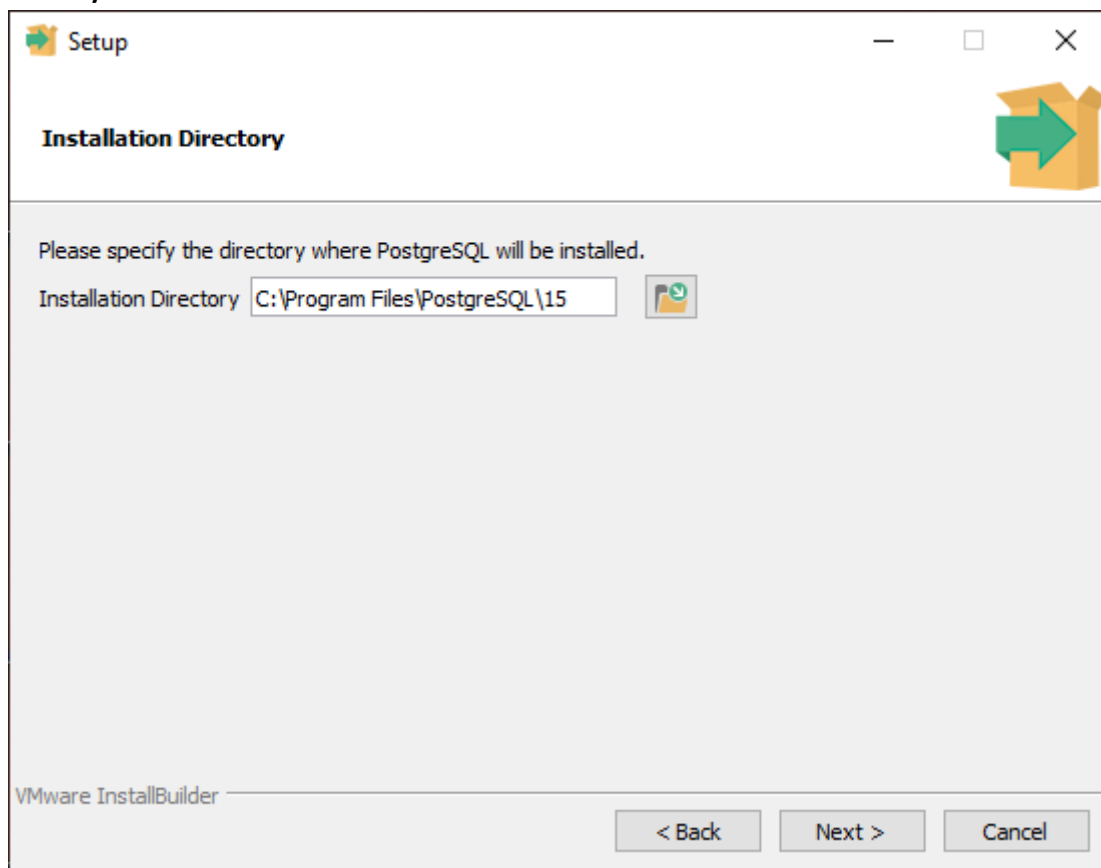 Setup
Installation Directory
Please specify the directory where PostgreSQL will be installed.
Installation Directory C:\Program Files\PostgreSQL\15
VMware InstallBuilder
< Back Next > Cancel